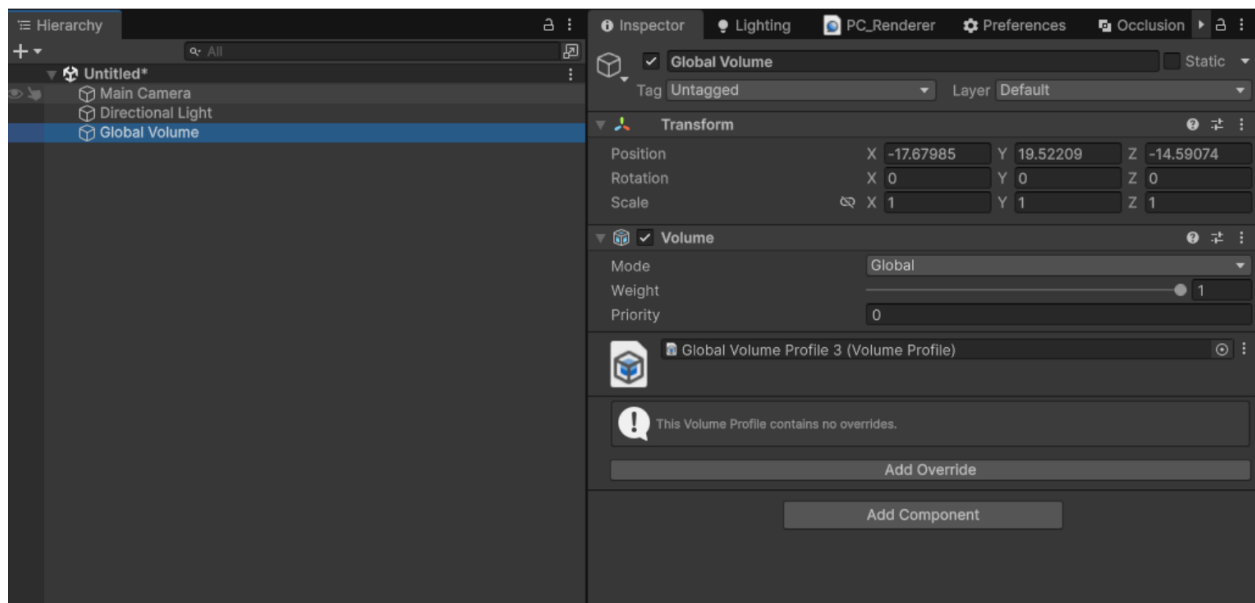 Hierarchy
All
Untitled*
Main Camera
Directional Light
Global Volume
Inspector Lighting PC_Renderer Preferences Occlusion
Global Volume Static
Tag Untagged Layer Default
Transform
Position X -17.67985 Y 19.52209 Z -14.59074
Rotation X 0 Y 0 Z 0
Scale X 1 Y 1 Z 1
Volume
Mode Global
Weight 1
Priority 0
Global Volume Profile 3 (Volume Profile)
This Volume Profile contains no overrides.
Add Override
Add Component